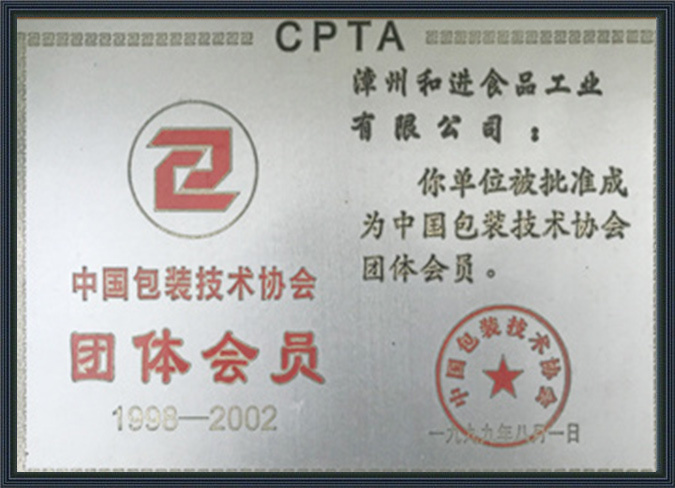 CPTA
中国包装技术协会
团体会员
1998—2002
漳州和进食品工业
有限公司：
你单位被批准成
为中国包装技术协会
团体会员。
中国包装技术协会
一九九九年八月一日